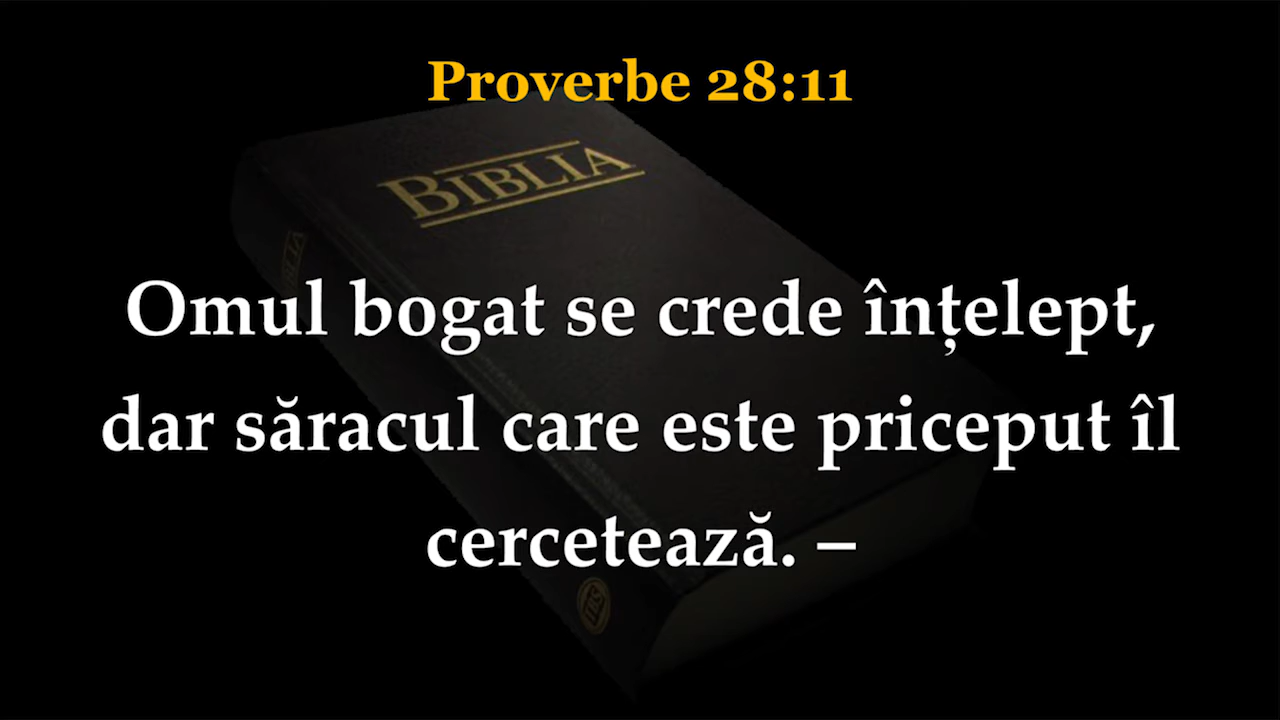 Proverbe 28:11
BIBLIA
Omul bogat se crede înțelept,
dar săracul care este priceput îl
cercetează. –